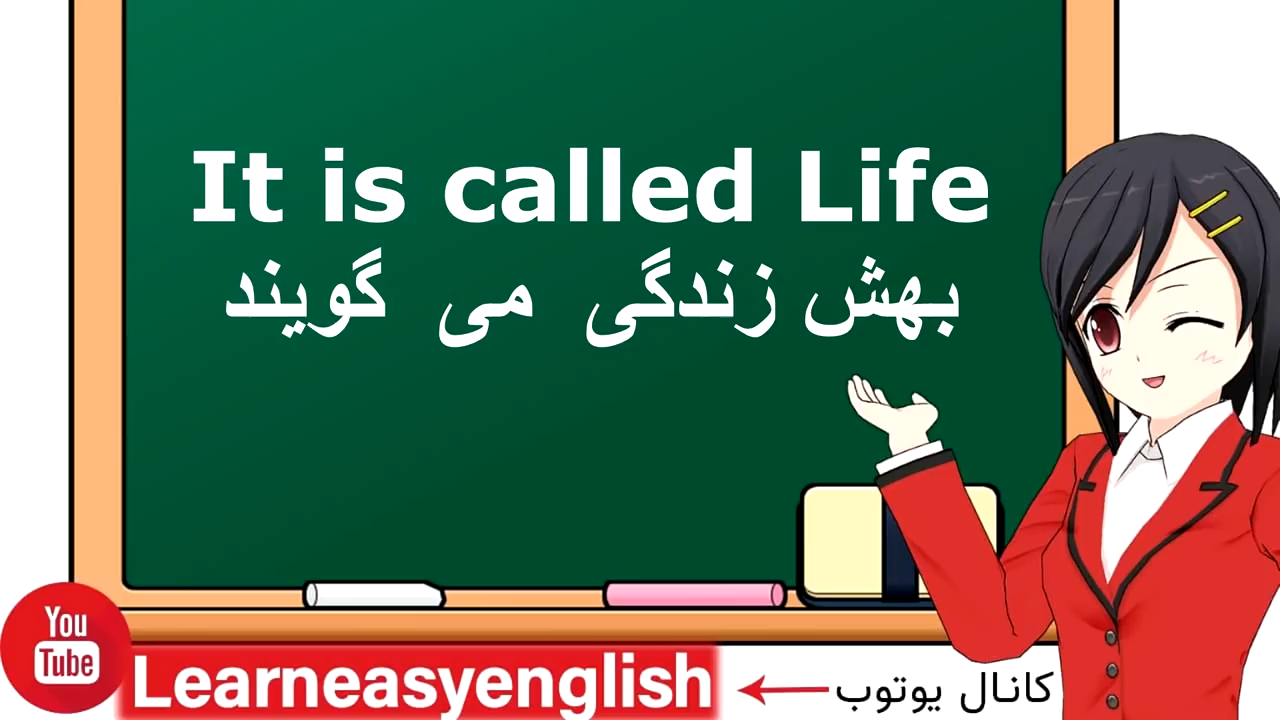 It is called Life
بهش زندگی می گویند
You
Tube
Learneasyenglish
کانال یوتوب